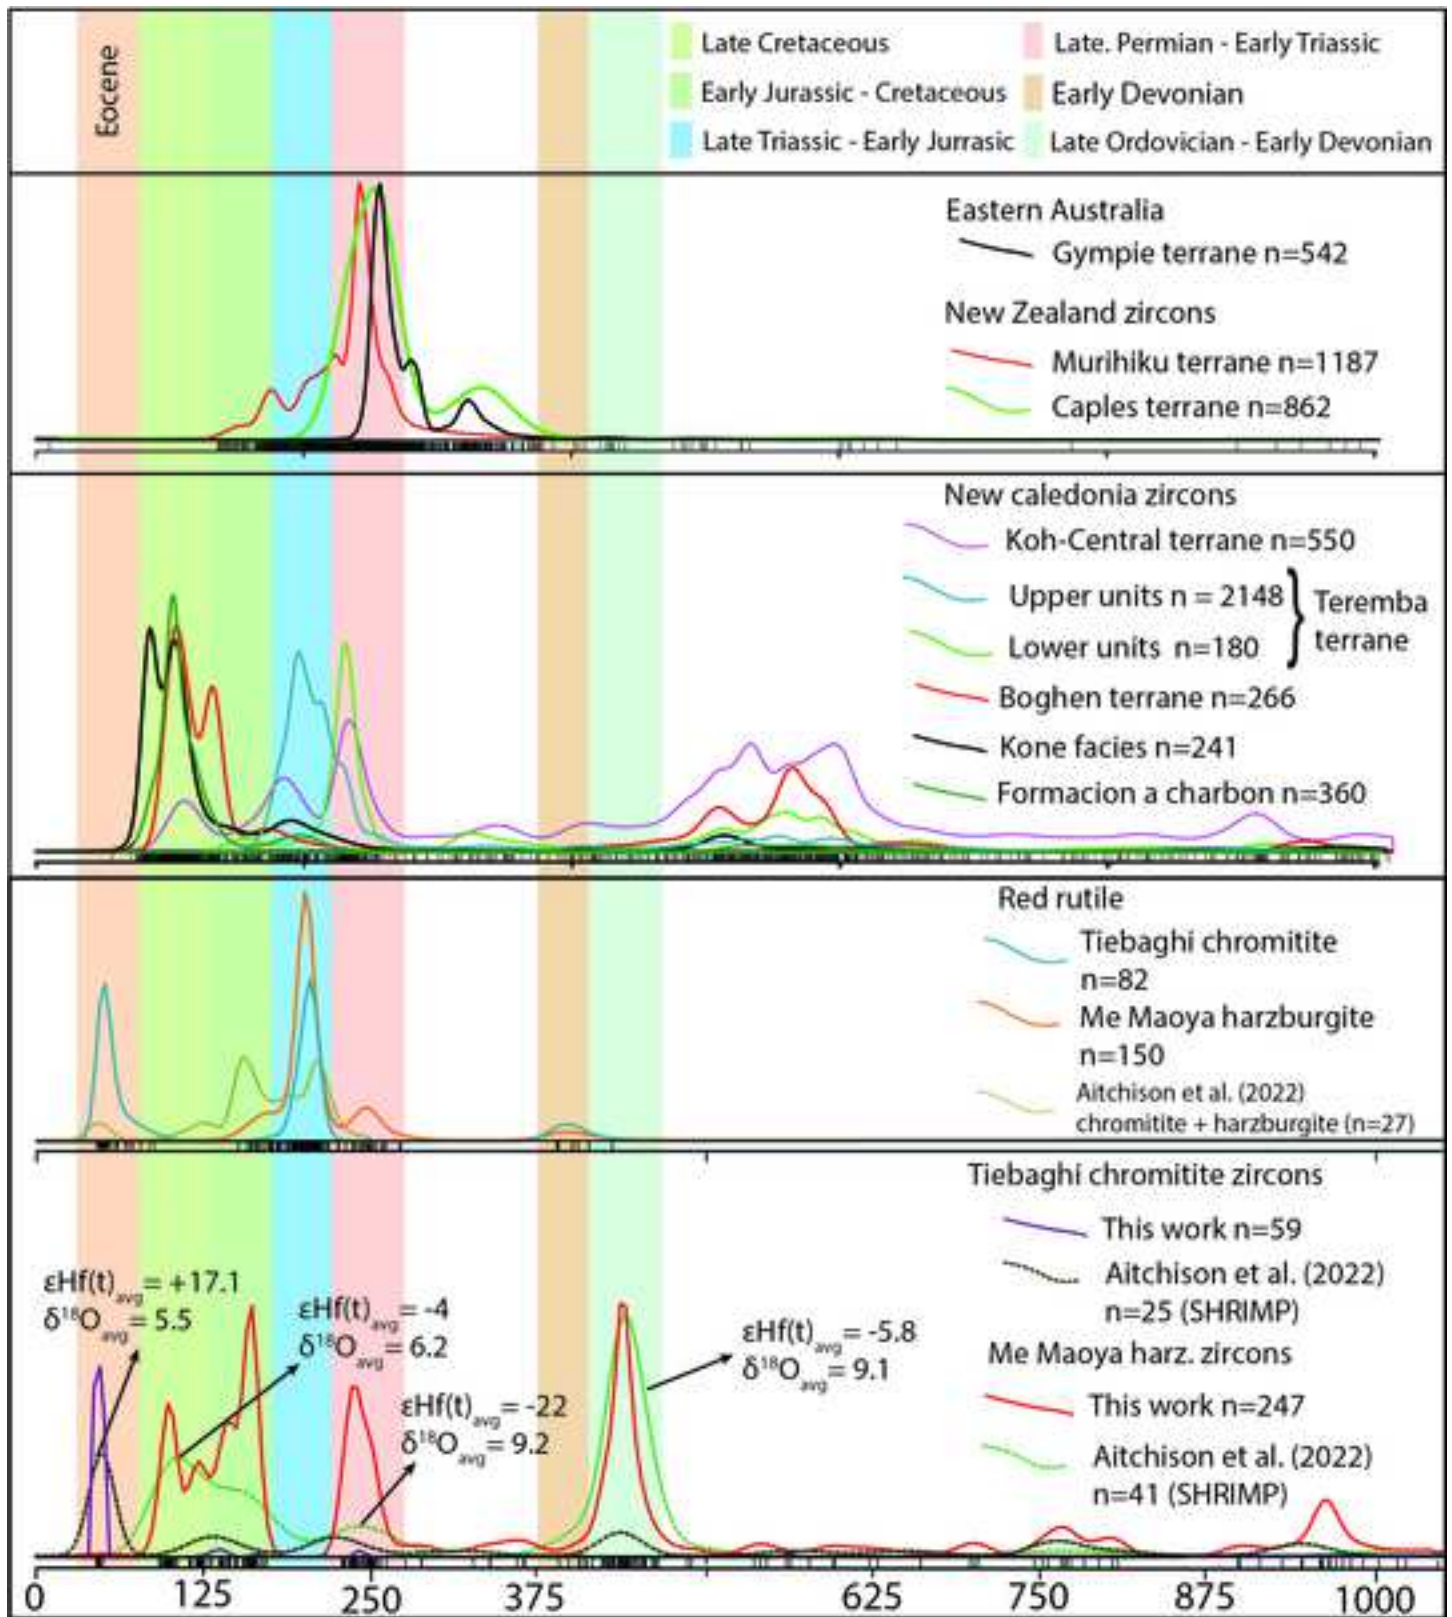 Eocene
Late Cretaceous
Early Jurassic - Cretaceous
Late Triassic - Early Jurrasic
Late. Permian - Early Triassic
Early Devonian
Late Ordovician - Early Devonian
Eastern Australia
Gympie terrane n=542
New Zealand zircons
Murihiku terrane n=1187
Caples terrane n=862
New caledonia zircons
Koh-Central terrane n=550
Upper units n = 2148
Lower units n=180
} Teremba
terrane
Boghen terrane n=266
Kone facies n=241
Formacion a charbon n=360
Red rutile
Tiebaghi chromitite
n=82
Me Maoya harzburgite
n=150
Aitchison et al. (2022)
chromitite + harzburgite (n=27)
Tiebaghi chromitite zircons
This work n=59
Aitchison et al. (2022)
n=25 (SHRIMP)
Me Maoya harz. zircons
This work n=247
Aitchison et al. (2022)
n=41 (SHRIMP)
εHf(t)avg= +17.1
δ¹⁸Oavg= 5.5
εHf(t)avg= -4
δ¹⁸Oavg= 6.2
εHf(t)avg= -22
δ¹⁸Oavg= 9.2
εHf(t)avg= -5.8
δ¹⁸Oavg= 9.1
0 125 250 375 625 750 875 1000